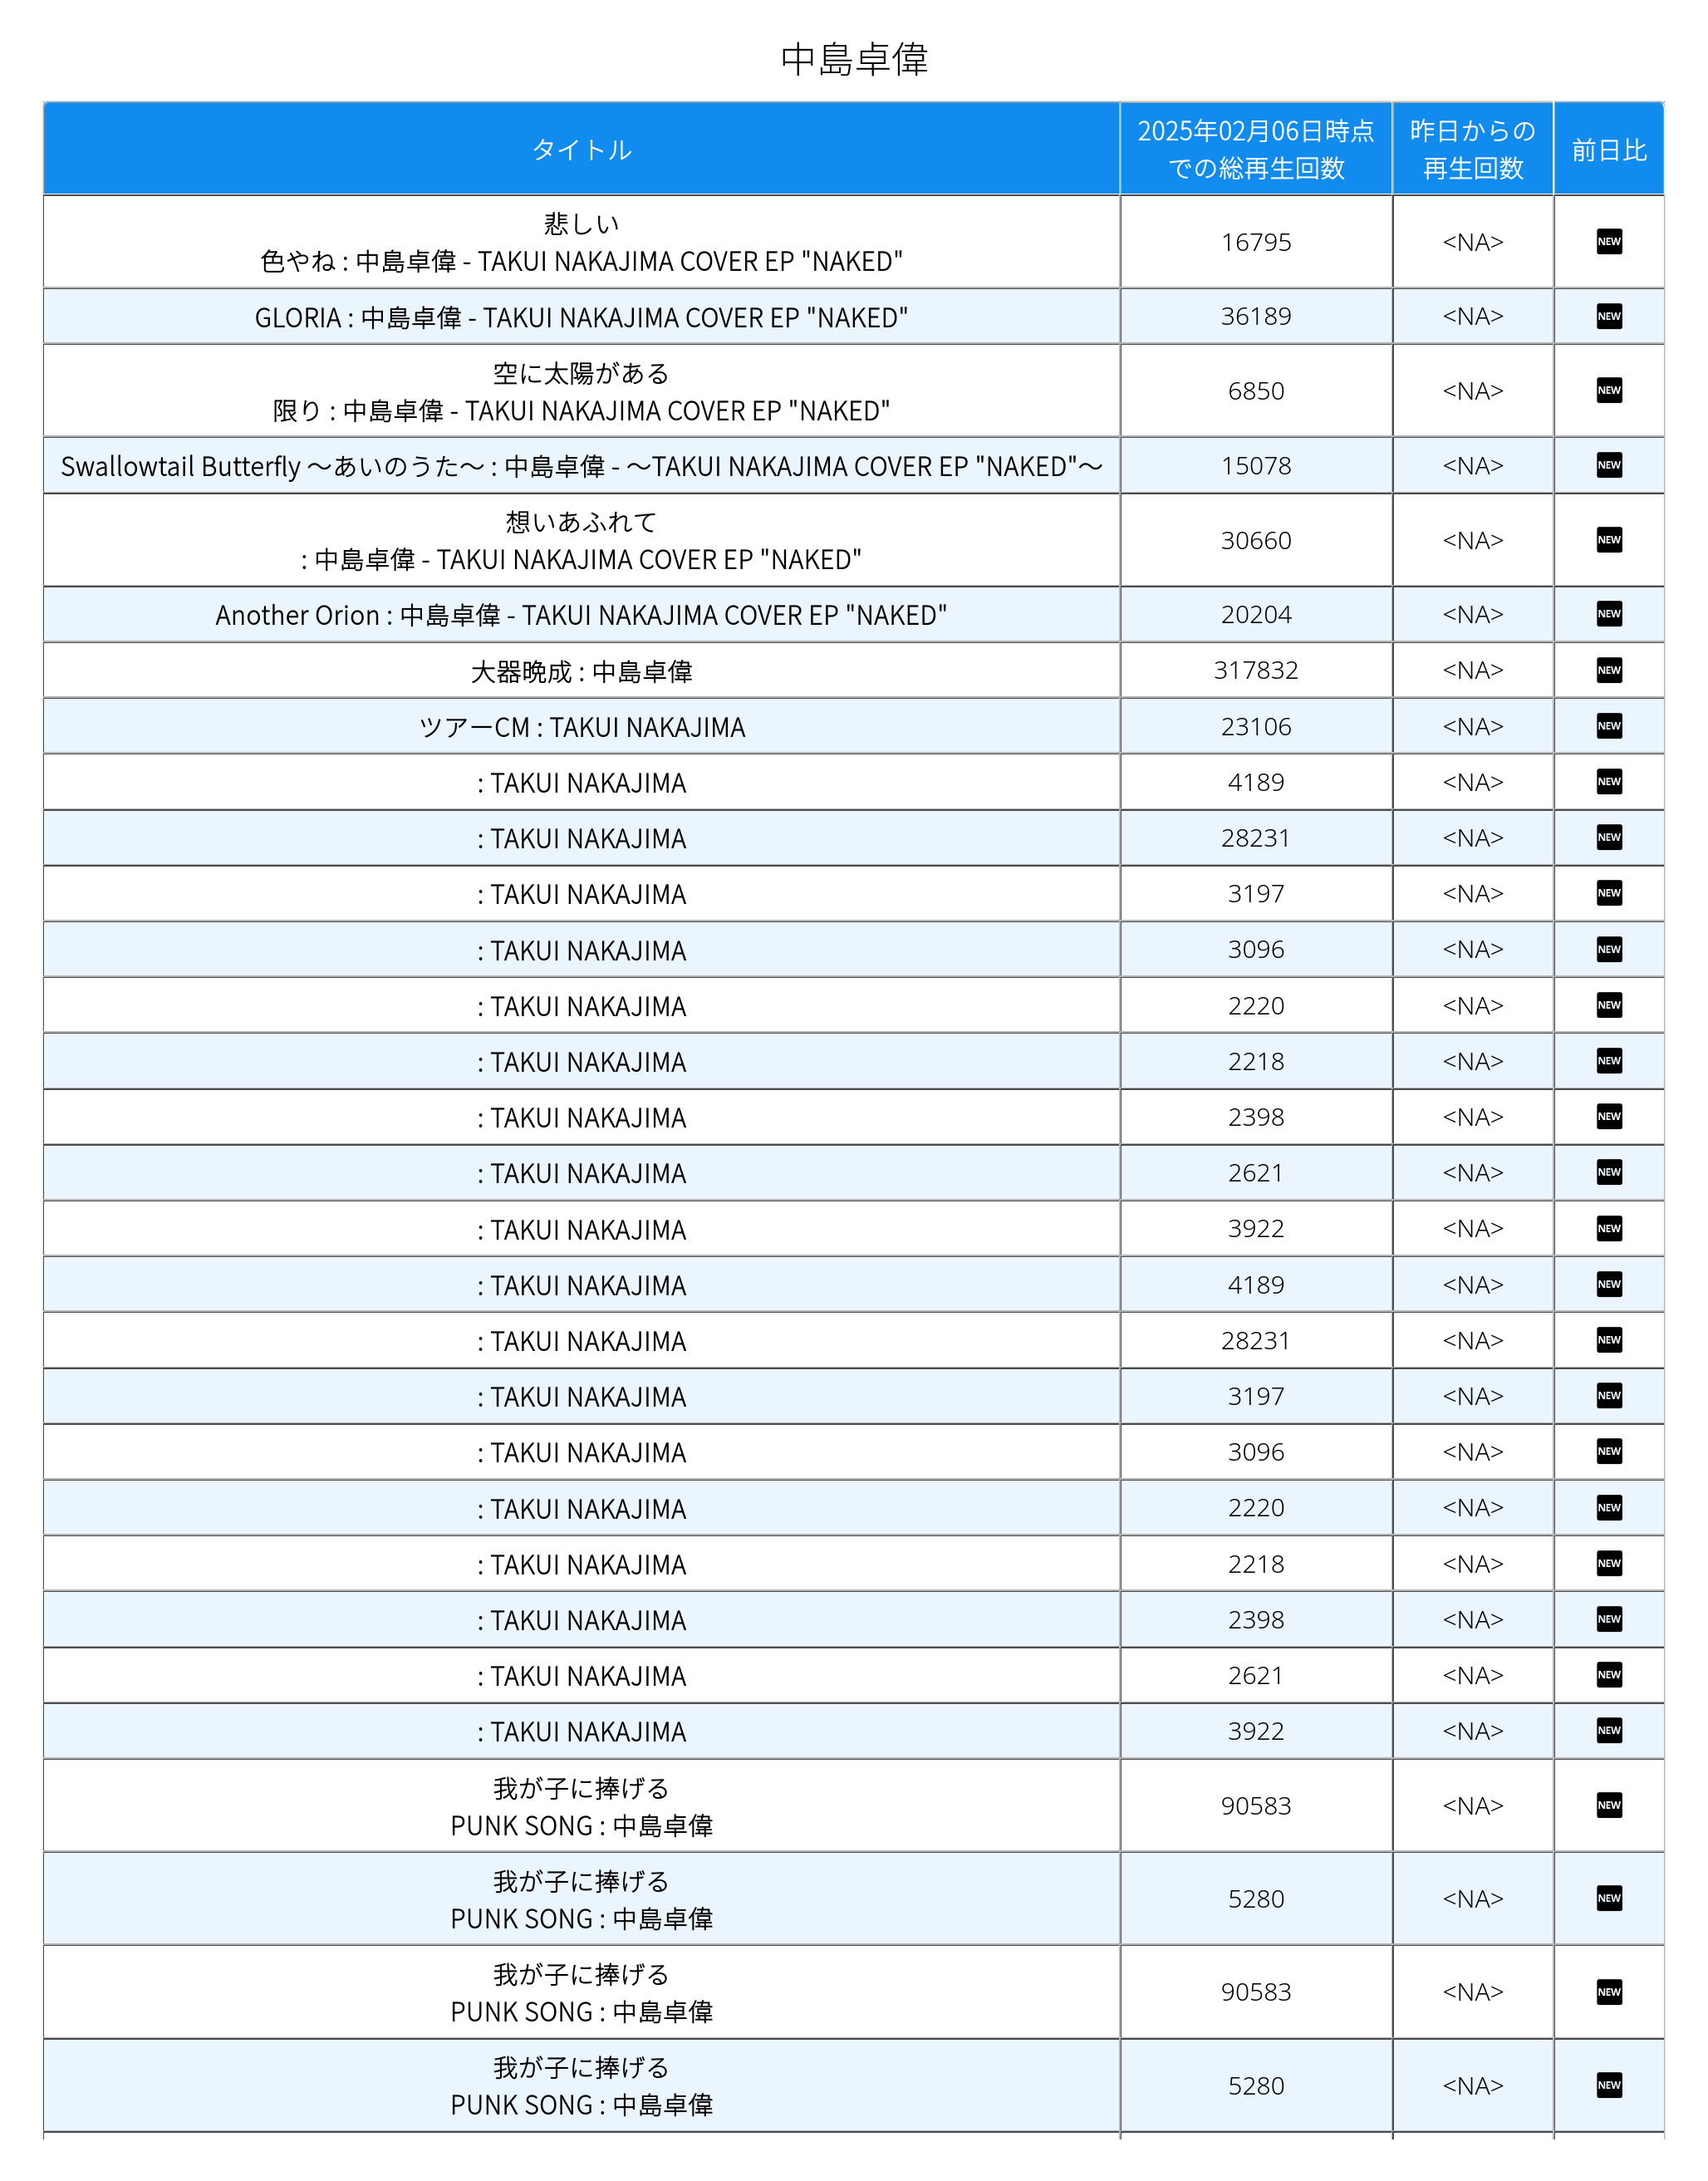 中島卓偉
タイトル
2025年02月06日時点
での総再生回数
昨日からの
再生回数
前日比
悲しい
色やね : 中島卓偉 - TAKUI NAKAJIMA COVER EP "NAKED"
16795
<NA>
NEW
GLORIA : 中島卓偉 - TAKUI NAKAJIMA COVER EP "NAKED"
36189
<NA>
NEW
空に太陽がある
限り : 中島卓偉 - TAKUI NAKAJIMA COVER EP "NAKED"
6850
<NA>
NEW
Swallowtail Butterfly 〜あいのうた〜 : 中島卓偉 - 〜TAKUI NAKAJIMA COVER EP "NAKED"〜
15078
<NA>
NEW
想いあふれて
: 中島卓偉 - TAKUI NAKAJIMA COVER EP "NAKED"
30660
<NA>
NEW
Another Orion : 中島卓偉 - TAKUI NAKAJIMA COVER EP "NAKED"
20204
<NA>
NEW
大器晩成 : 中島卓偉
317832
<NA>
NEW
ツアーCM : TAKUI NAKAJIMA
23106
<NA>
NEW
: TAKUI NAKAJIMA
4189
<NA>
NEW
: TAKUI NAKAJIMA
28231
<NA>
NEW
: TAKUI NAKAJIMA
3197
<NA>
NEW
: TAKUI NAKAJIMA
3096
<NA>
NEW
: TAKUI NAKAJIMA
2220
<NA>
NEW
: TAKUI NAKAJIMA
2218
<NA>
NEW
: TAKUI NAKAJIMA
2398
<NA>
NEW
: TAKUI NAKAJIMA
2621
<NA>
NEW
: TAKUI NAKAJIMA
3922
<NA>
NEW
: TAKUI NAKAJIMA
4189
<NA>
NEW
: TAKUI NAKAJIMA
28231
<NA>
NEW
: TAKUI NAKAJIMA
3197
<NA>
NEW
: TAKUI NAKAJIMA
3096
<NA>
NEW
: TAKUI NAKAJIMA
2220
<NA>
NEW
: TAKUI NAKAJIMA
2218
<NA>
NEW
: TAKUI NAKAJIMA
2398
<NA>
NEW
: TAKUI NAKAJIMA
2621
<NA>
NEW
: TAKUI NAKAJIMA
3922
<NA>
NEW
我が子に捧げる
PUNK SONG : 中島卓偉
90583
<NA>
NEW
我が子に捧げる
PUNK SONG : 中島卓偉
5280
<NA>
NEW
我が子に捧げる
PUNK SONG : 中島卓偉
90583
<NA>
NEW
我が子に捧げる
PUNK SONG : 中島卓偉
5280
<NA>
NEW